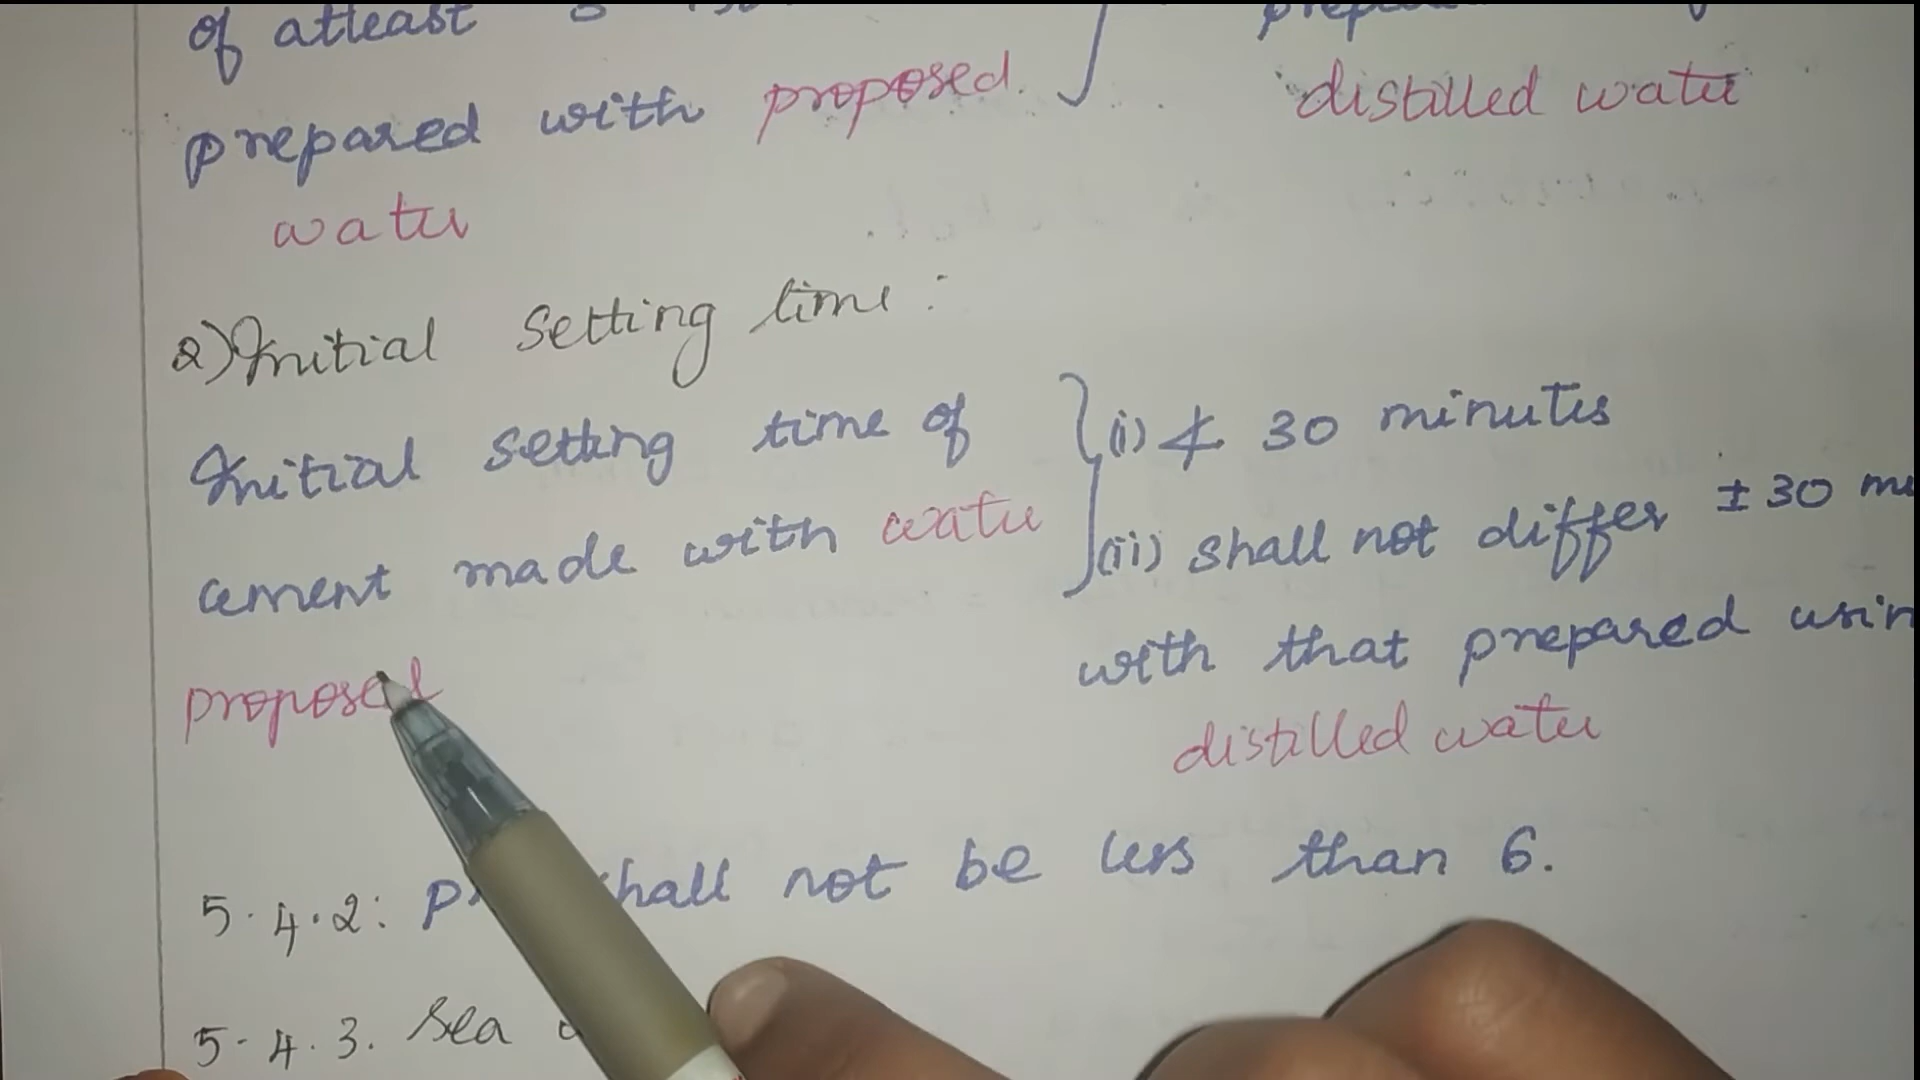 of atleast
prepared with proposed
water
distilled water
2) Initial Setting time:
Initial setting time of
cement made with water
proposed
(i) ≮ 30 minutes
(ii) shall not differ ± 30
with that prepared
distilled water
5.4.2: shall not be less than 6.
5.4.3. Sea